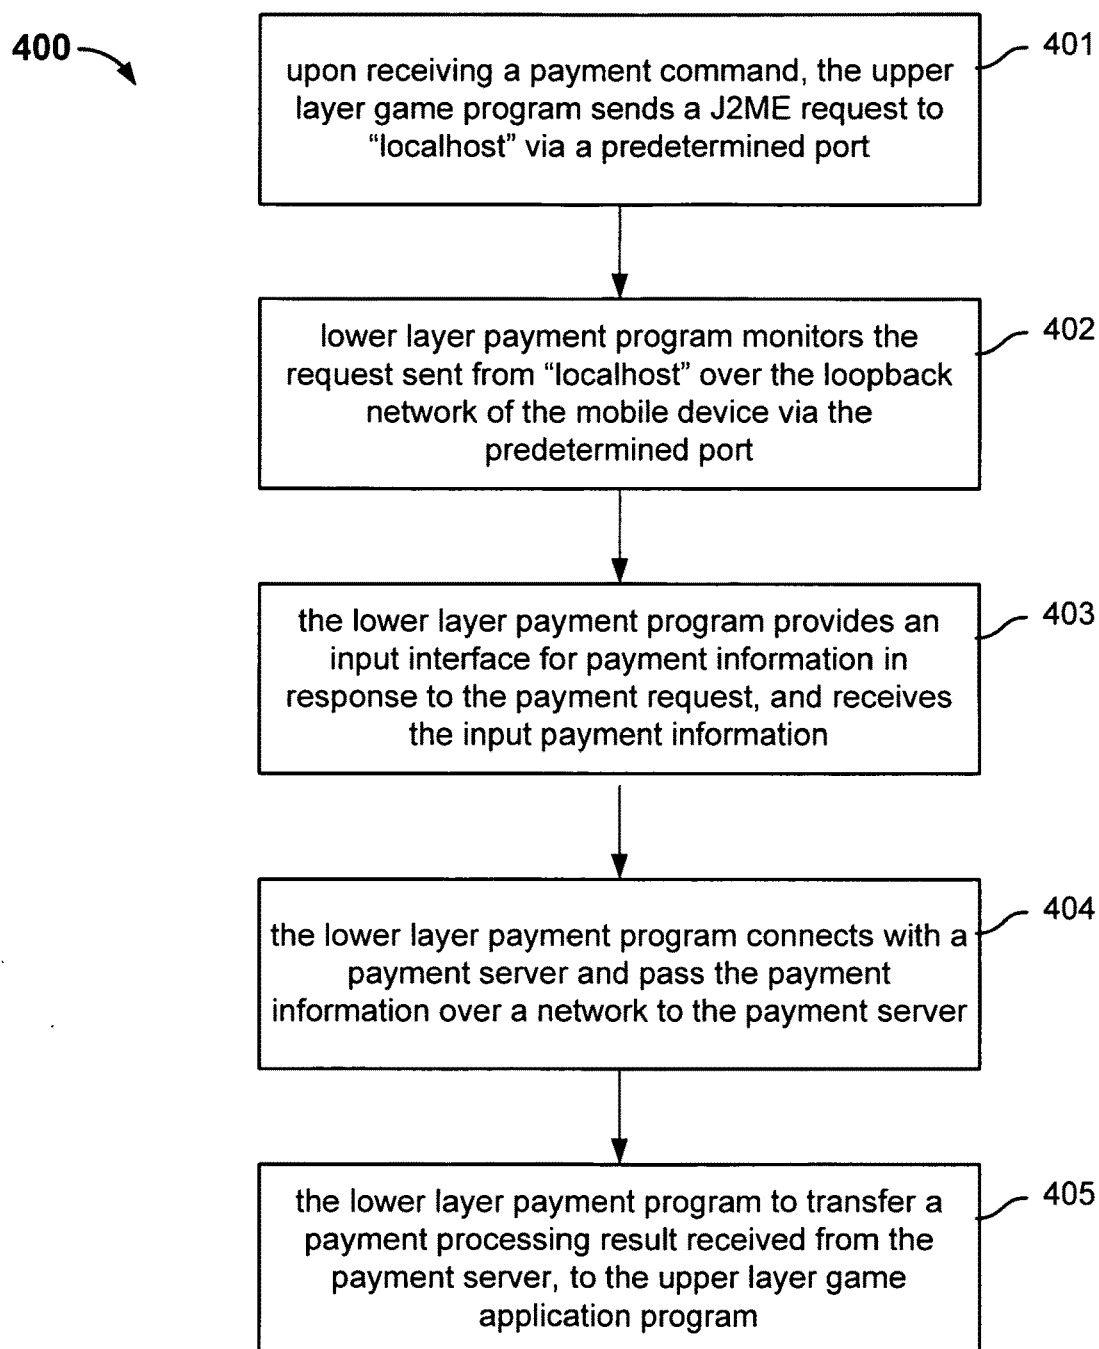 400
401
upon receiving a payment command, the upper
layer game program sends a J2ME request to
“localhost” via a predetermined port
402
lower layer payment program monitors the
request sent from “localhost” over the loopback
network of the mobile device via the
predetermined port
403
the lower layer payment program provides an
input interface for payment information in
response to the payment request, and receives
the input payment information
404
the lower layer payment program connects with a
payment server and pass the payment
information over a network to the payment server
405
the lower layer payment program to transfer a
payment processing result received from the
payment server, to the upper layer game
application program